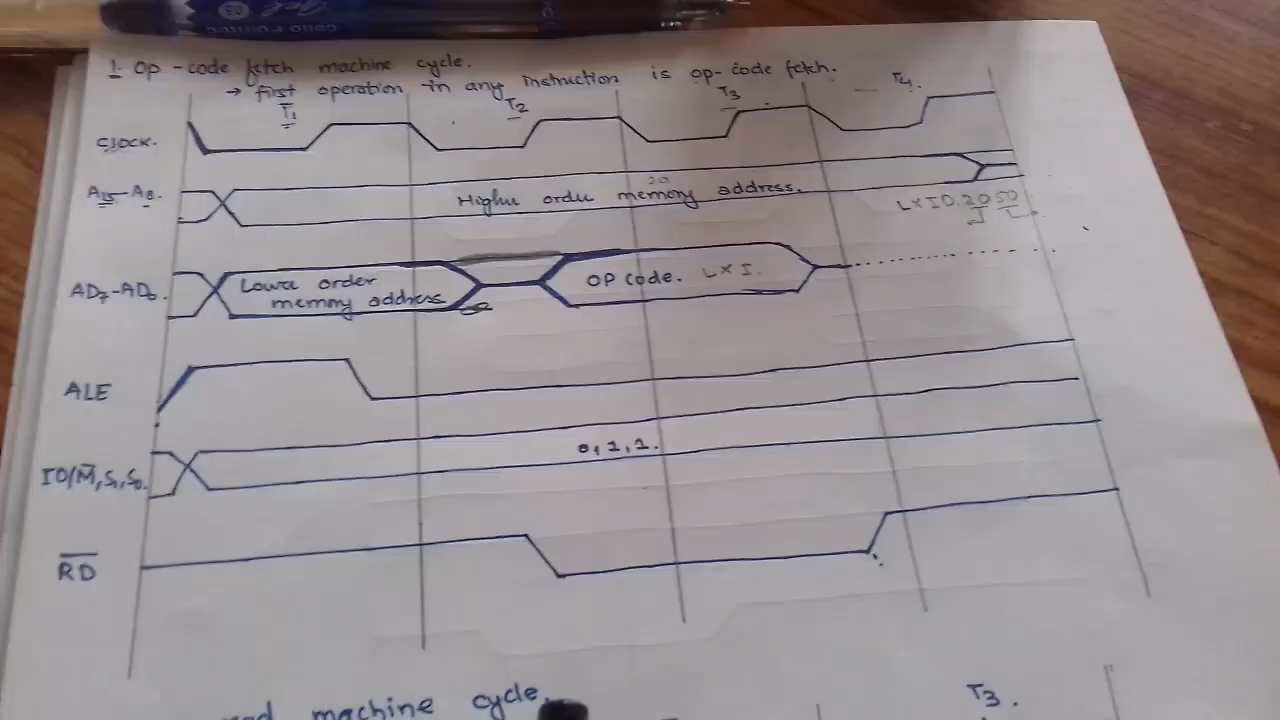 1. Op-code fetch machine cycle.
→ first operation in any instruction is op-code fetch.
T1 T2 T3 T4.
CLOCK.
A15-A8. Higher order memory address.
20
LXI D, 2050
AD7-AD0. Lower order
memory address
OP code. LXI.
ALE
IO/M̅, S1, S0. 0, 1, 1.
R̅D̅
machine cycle.
T3.